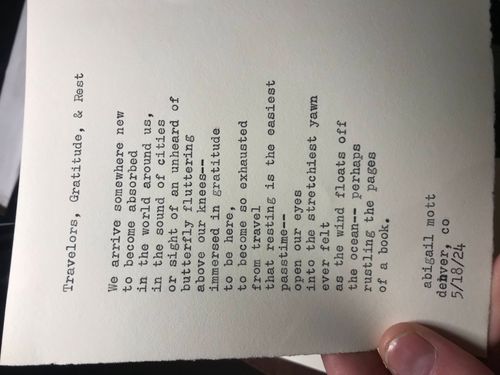 Travelors, Gratitude, & Rest
We arrive somewhere new
to become absorbed
in the world around us,
in the sound of cities
or sight of an unheard of
butterfly fluttering
above our knees--
immersed in gratitude
to be here,
to become so exhausted
from travel
that resting is the easiest
passtime--
open our eyes
into the stretchiest yawn
ever felt
as the wind floats off
the ocean-- perhaps
rustling the pages
of a book.
abigail mott
denver, co
5/18/24